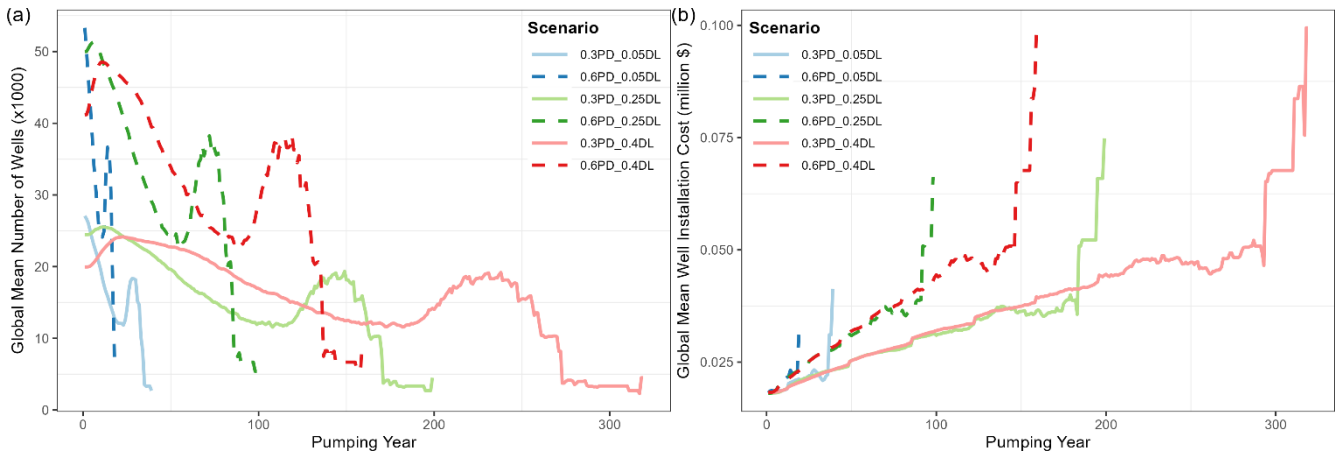 (a)
Global Mean Number of Wells (x1000)
50
40
30
20
10
0
0
100
200
300
Pumping Year
Scenario
0.3PD_0.05DL
0.6PD_0.05DL
0.3PD_0.25DL
0.6PD_0.25DL
0.3PD_0.4DL
0.6PD_0.4DL
(b)
Global Mean Well Installation Cost (million $)
0.100
0.075
0.050
0.025
0
100
200
300
Pumping Year
Scenario
0.3PD_0.05DL
0.6PD_0.05DL
0.3PD_0.25DL
0.6PD_0.25DL
0.3PD_0.4DL
0.6PD_0.4DL